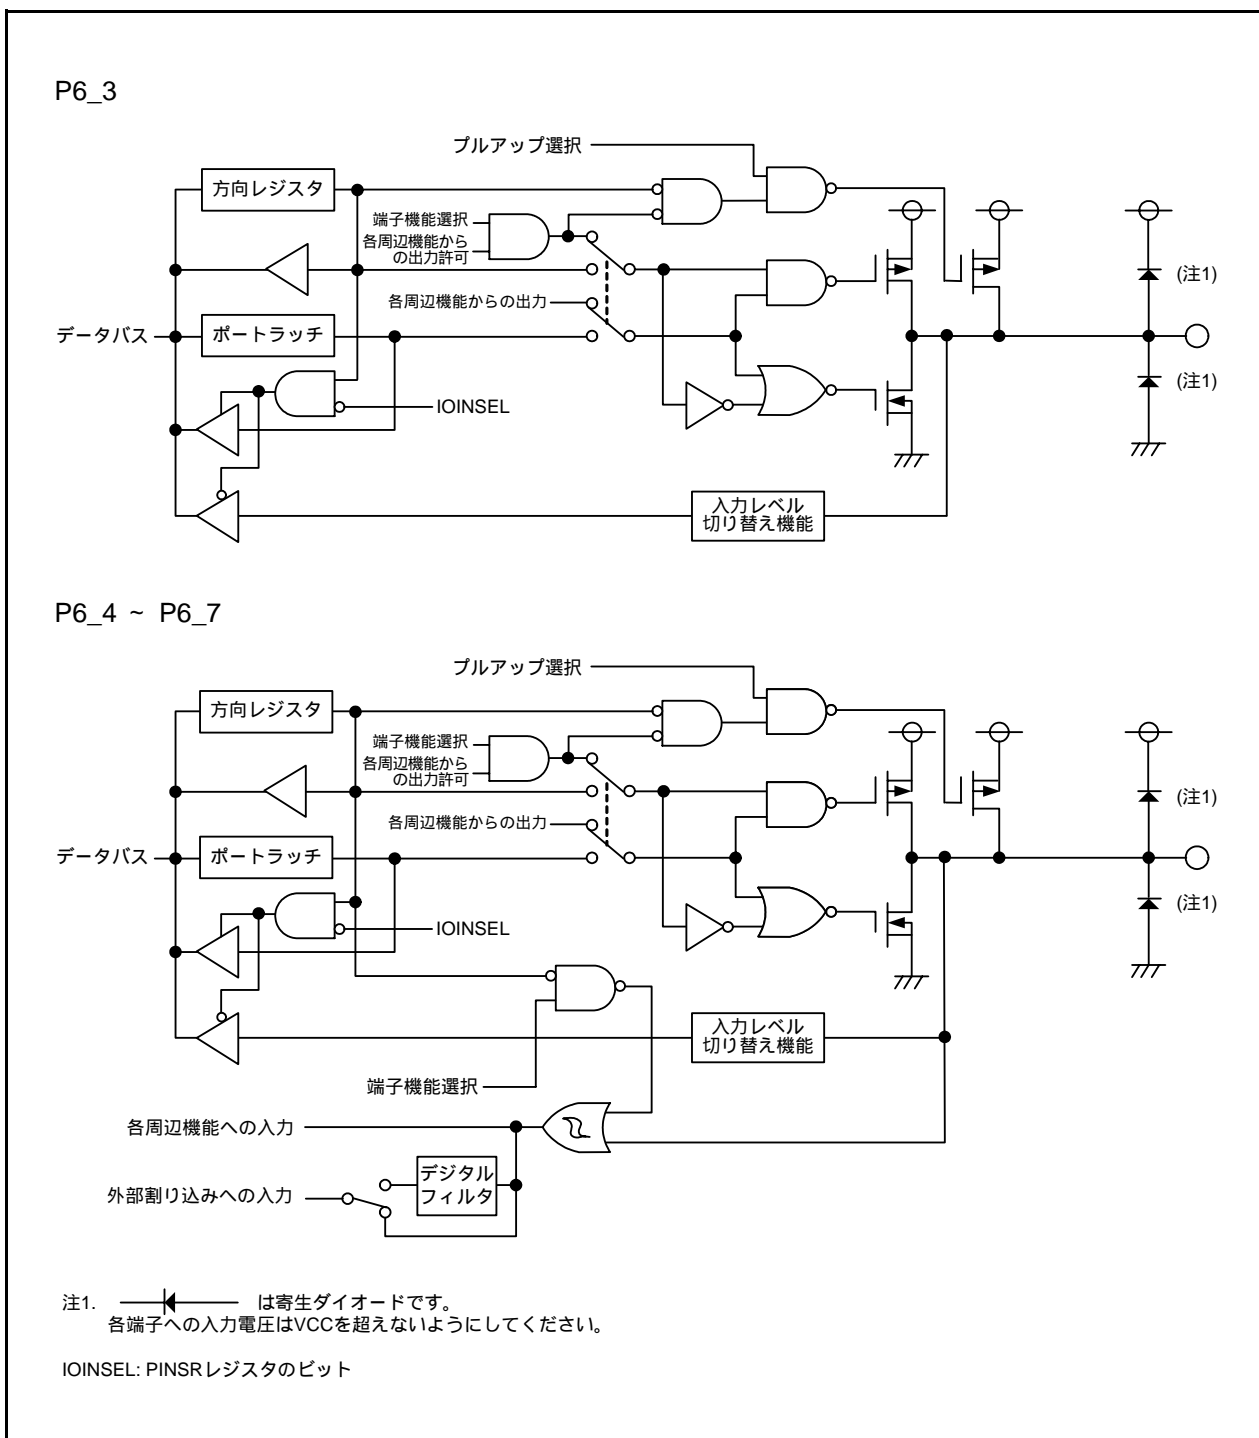 P6_3
プルアップ選択
方向レジスタ
端子機能選択
各周辺機能から
の出力許可
(注1)
各周辺機能からの出力
データバス
ポートラッチ
(注1)
IOINSEL
入力レベル
切り替え機能
P6_4 ~ P6_7
プルアップ選択
方向レジスタ
端子機能選択
各周辺機能から
の出力許可
(注1)
各周辺機能からの出力
データバス
ポートラッチ
(注1)
IOINSEL
入力レベル
切り替え機能
端子機能選択
各周辺機能への入力
デジタル
フィルタ
外部割り込みへの入力
注1. は寄生ダイオードです。
各端子への入力電圧はVCCを超えないようにしてください。
IOINSEL: PINSRレジスタのビット